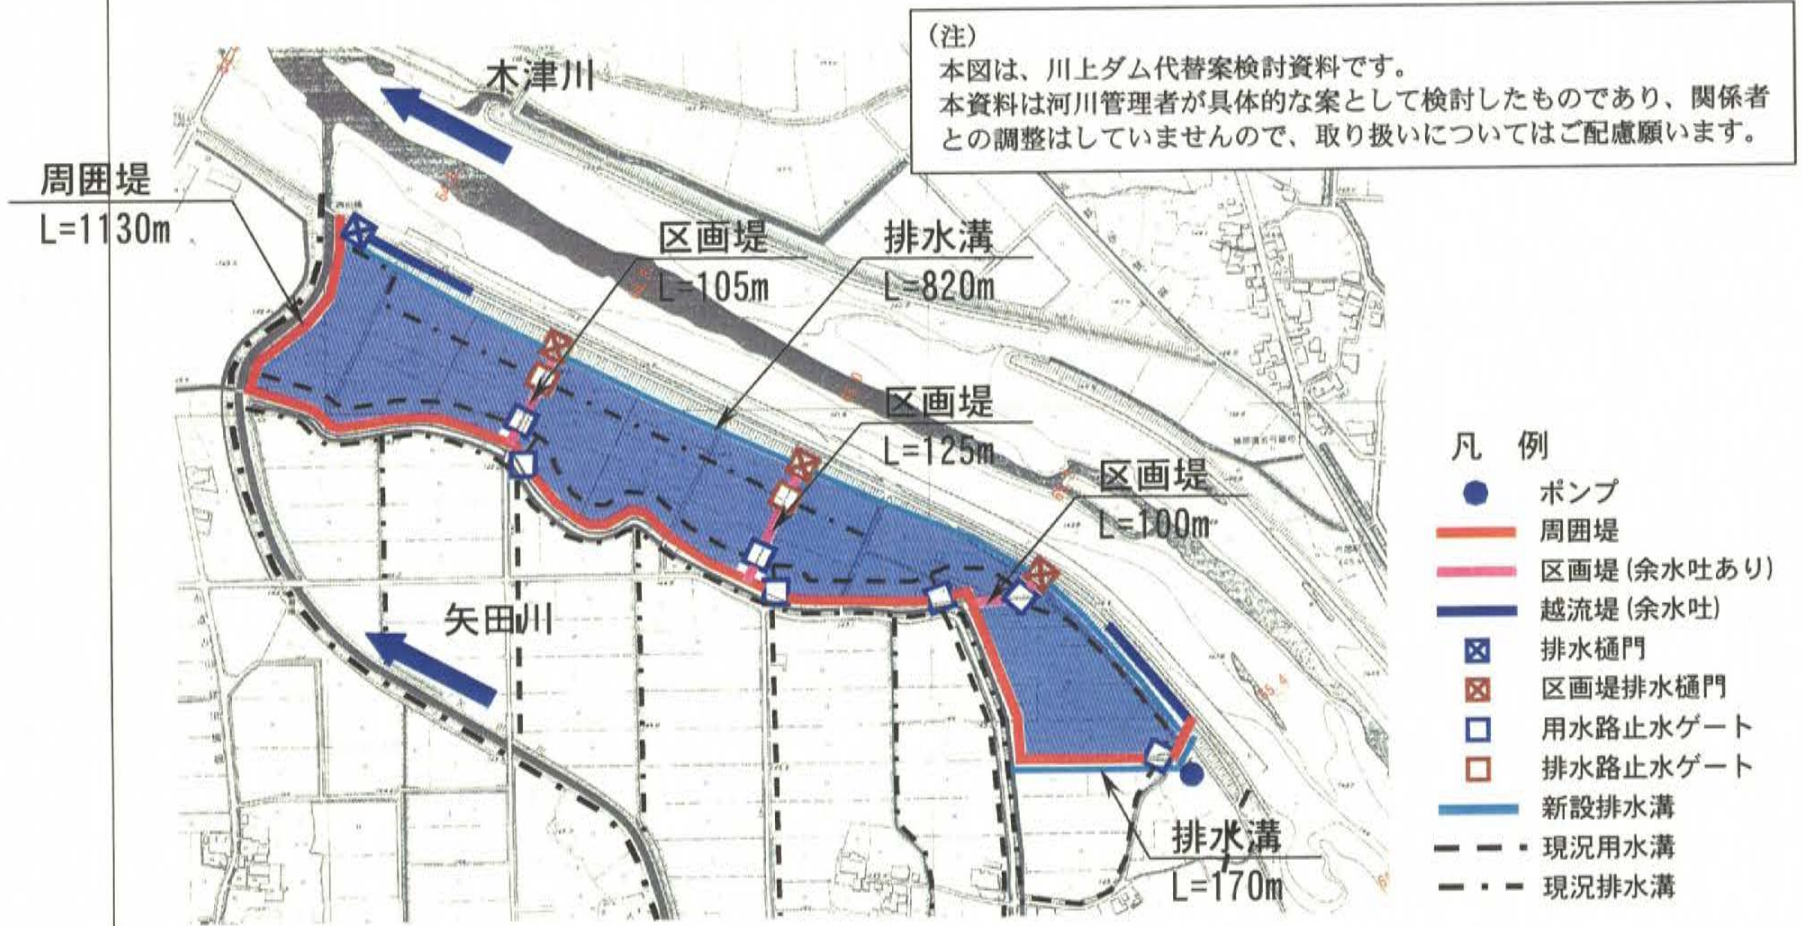 (注)
本図は、川上ダム代替案検討資料です。
本資料は河川管理者が具体的な案として検討したものであり、関係者
との調整はしていませんので、取り扱いについてはご配慮願います。
木津川
周囲堤
L=1130m
区画堤
L=105m
排水溝
L=820m
区画堤
L=125m
区画堤
L=100m
矢田川
排水溝
L=170m
凡 例
ポンプ
周囲堤
区画堤(余水吐あり)
越流堤(余水吐)
排水樋門
区画堤排水樋門
用水路止水ゲート
排水路止水ゲート
新設排水溝
現況用水溝
現況排水溝